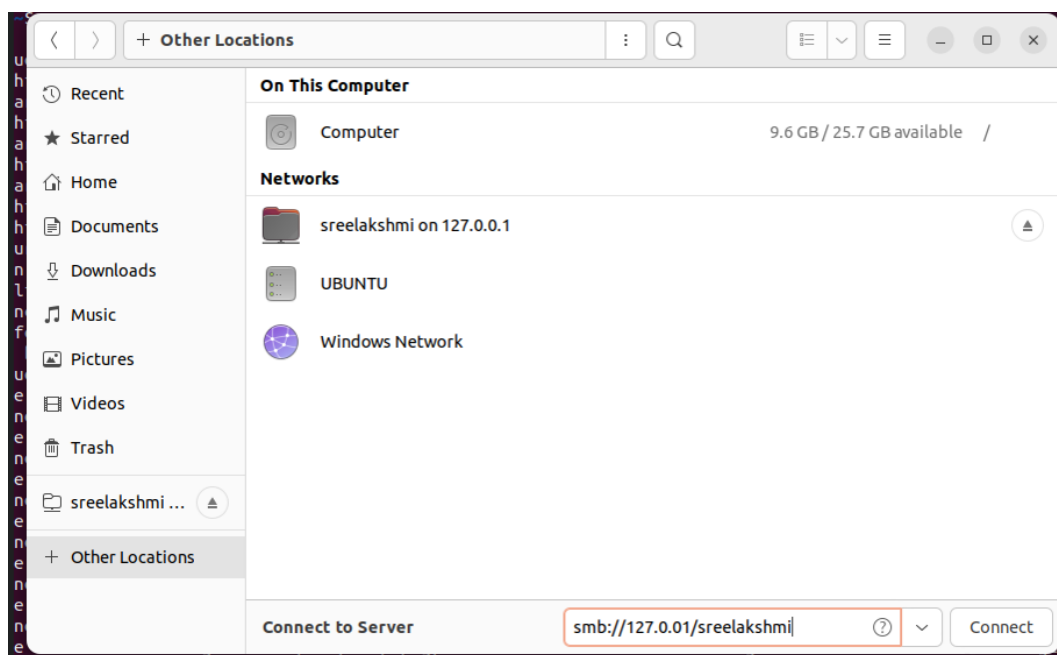 + Other Locations
Recent
Starred
Home
Documents
Downloads
Music
Pictures
Videos
Trash
sreelakshmi ...
+ Other Locations
On This Computer
Computer 9.6 GB / 25.7 GB available /
Networks
sreelakshmi on 127.0.0.1
UBUNTU
Windows Network
Connect to Server smb://127.0.01/sreelakshmi ? Connect